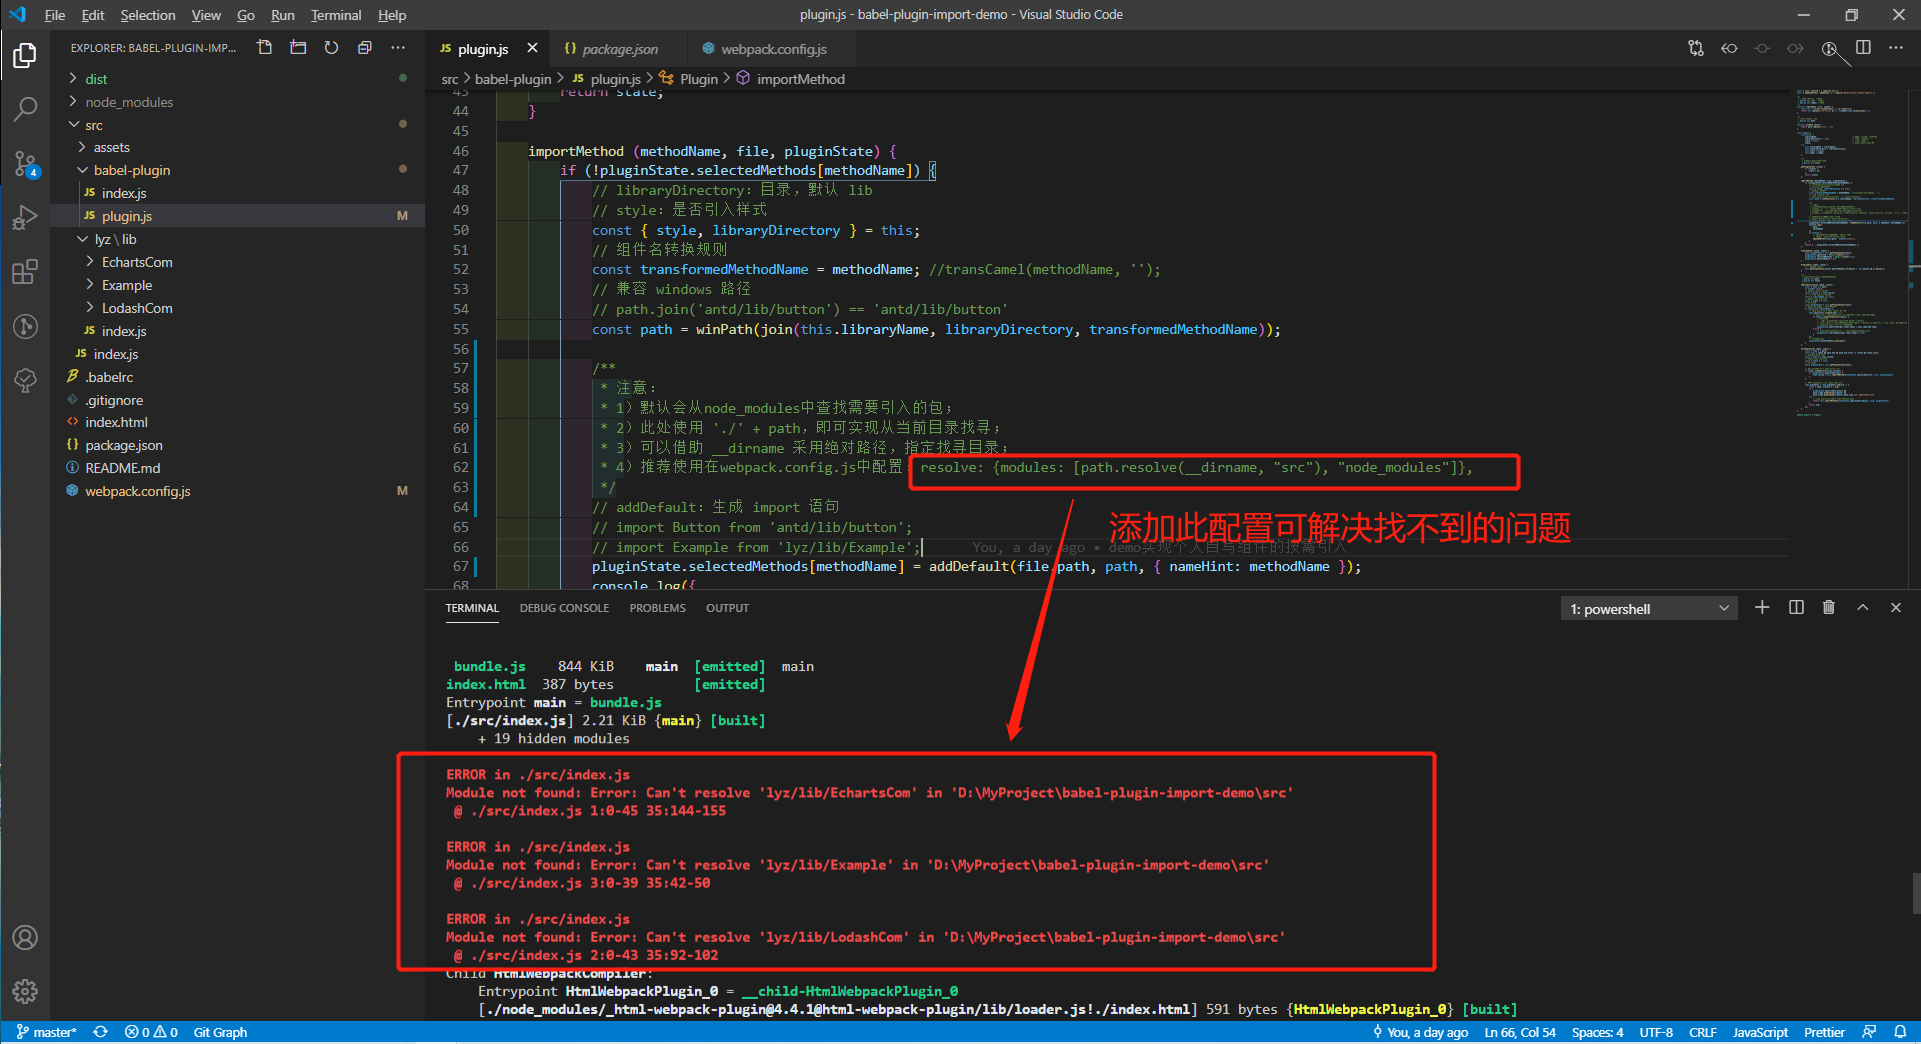 File Edit Selection View Go Run Terminal Help
plugin.js - babel-plugin-import-demo - Visual Studio Code
EXPLORER: BABEL-PLUGIN-IMP...
dist
node_modules
src
assets
babel-plugin
JS index.js
JS plugin.js M
lyz \ lib
EchartsCom
Example
LodashCom
JS index.js
JS index.js
.babelrc
.gitignore
index.html
package.json
README.md
webpack.config.js M
4
JS plugin.js
{} package.json
webpack.config.js
src > babel-plugin > JS plugin.js > Plugin > importMethod
43 return state;
44 }
45
46 importMethod (methodName, file, pluginState) {
47 if (!pluginState.selectedMethods[methodName]) {
48 // libraryDirectory：目录，默认 lib
49 // style：是否引入样式
50 const { style, libraryDirectory } = this;
51 // 组件名转换规则
52 const transformedMethodName = methodName; //transCamel(methodName, '');
53 // 兼容 windows 路径
54 // path.join('antd/lib/button') == 'antd/lib/button'
55 const path = winPath(join(this.libraryName, libraryDirectory, transformedMethodName));
56
57 /**
58 * 注意：
59 * 1）默认会从node_modules中查找需要引入的包；
60 * 2）此处使用 './' + path，即可实现从当前目录找寻；
61 * 3）可以借助 __dirname 采用绝对路径，指定找寻目录；
62 * 4）推荐使用在webpack.config.js中配置：resolve: {modules: [path.resolve(__dirname, "src"), "node_modules"]},
63 */
64 // addDefault：生成 import 语句
65 // import Button from 'antd/lib/button';
添加此配置可解决找不到的问题
66 // import Example from 'lyz/lib/Example'; You, a day ago • demo实现个人自写组件的按需引入
67 pluginState.selectedMethods[methodName] = addDefault(file.path, path, { nameHint: methodName });
68 console.log({
TERMINAL DEBUG CONSOLE PROBLEMS OUTPUT
1: powershell
bundle.js 844 KiB main [emitted] main
index.html 387 bytes [emitted]
Entrypoint main = bundle.js
[./src/index.js] 2.21 KiB {main} [built]
+ 19 hidden modules
ERROR in ./src/index.js
Module not found: Error: Can't resolve 'lyz/lib/EchartsCom' in 'D:\MyProject\babel-plugin-import-demo\src'
@ ./src/index.js 1:0-45 35:144-155
ERROR in ./src/index.js
Module not found: Error: Can't resolve 'lyz/lib/Example' in 'D:\MyProject\babel-plugin-import-demo\src'
@ ./src/index.js 3:0-39 35:42-50
ERROR in ./src/index.js
Module not found: Error: Can't resolve 'lyz/lib/LodashCom' in 'D:\MyProject\babel-plugin-import-demo\src'
@ ./src/index.js 2:0-43 35:92-102
Child HtmlWebpackCompiler:
Entrypoint HtmlWebpackPlugin_0 = __child-HtmlWebpackPlugin_0
[./node_modules/_html-webpack-plugin@4.4.1@html-webpack-plugin/lib/loader.js!./index.html] 591 bytes {HtmlWebpackPlugin_0} [built]
master* 0 0 Git Graph
You, a day ago Ln 66, Col 54 Spaces: 4 UTF-8 CRLF JavaScript Prettier